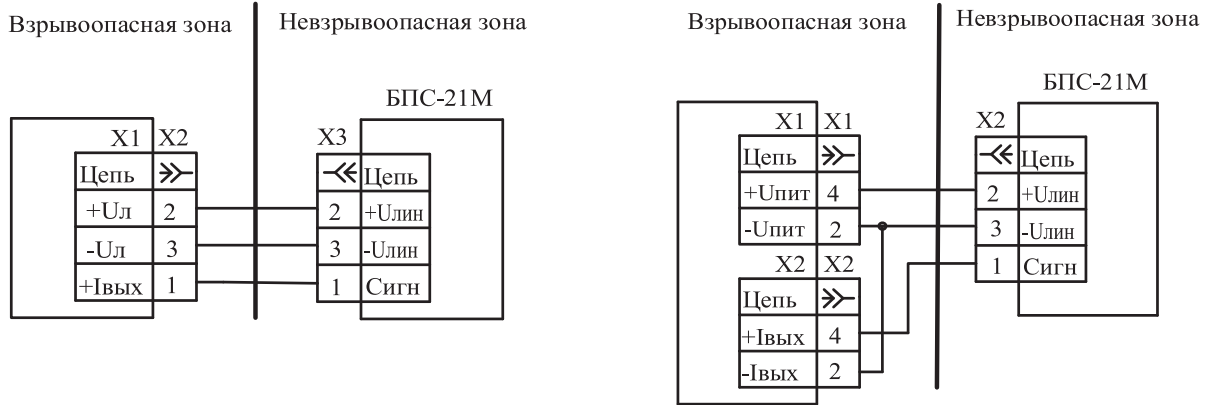 Взрывоопасная зона
Невзрывоопасная зона
БПС-21М
X1 X2
Цепь
+Uл 2
-Uл 3
+Iвых 1
X3
Цепь
2 +Uлин
3 -Uлин
1 Сигн
Взрывоопасная зона
Невзрывоопасная зона
БПС-21М
X1 X1
Цепь
+Uпит 4
-Uпит 2
X2 X2
Цепь
+Iвых 4
-Iвых 2
X2
Цепь
2 +Uлин
3 -Uлин
1 Сигн